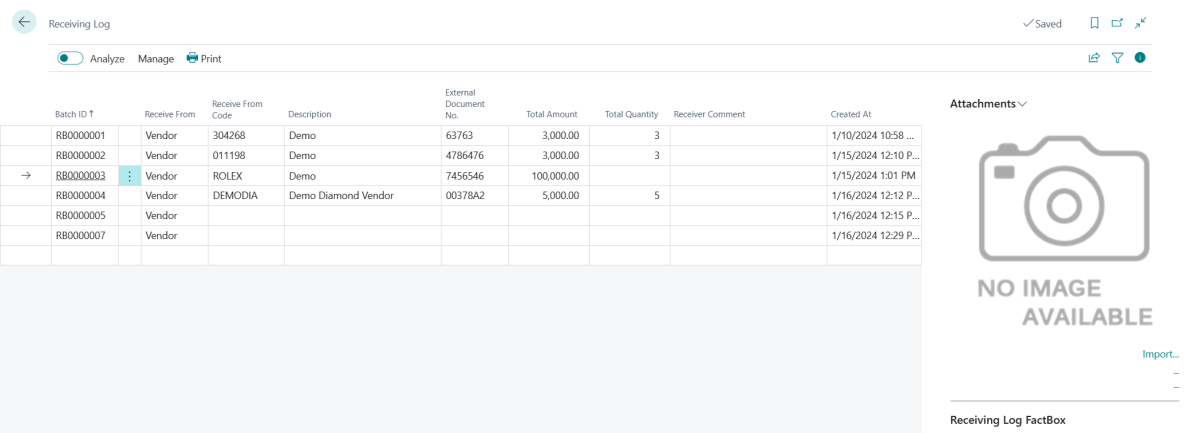 Receiving Log
Saved
Analyze Manage Print
Batch ID ↑ Receive From Receive From Code Description External Document No. Total Amount Total Quantity Receiver Comment Created At
RB0000001 Vendor 304268 Demo 63763 3,000.00 3 1/10/2024 10:58 ...
RB0000002 Vendor 011198 Demo 4786476 3,000.00 3 1/15/2024 12:10 P...
RB0000003 Vendor ROLEX Demo 7456546 100,000.00 1/15/2024 1:01 PM
RB0000004 Vendor DEMODIA Demo Diamond Vendor 00378A2 5,000.00 5 1/16/2024 12:12 P...
RB0000005 Vendor 1/16/2024 12:15 P...
RB0000007 Vendor 1/16/2024 12:29 P...
Attachments
NO IMAGE
AVAILABLE
Import...
Receiving Log FactBox